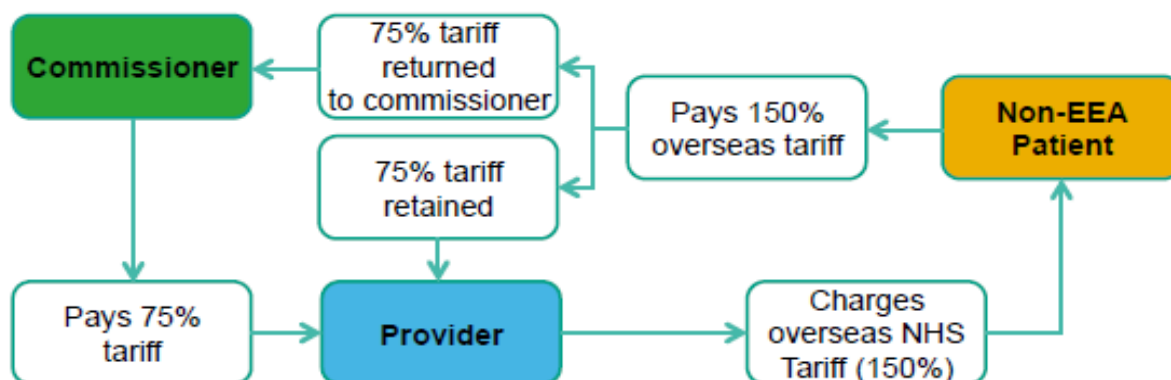 Commissioner
75% tariff
returned
to commissioner
Pays 150%
overseas tariff
Non-EEA
Patient
75% tariff
retained
Pays 75%
tariff
Provider
Charges
overseas NHS
Tariff (150%)